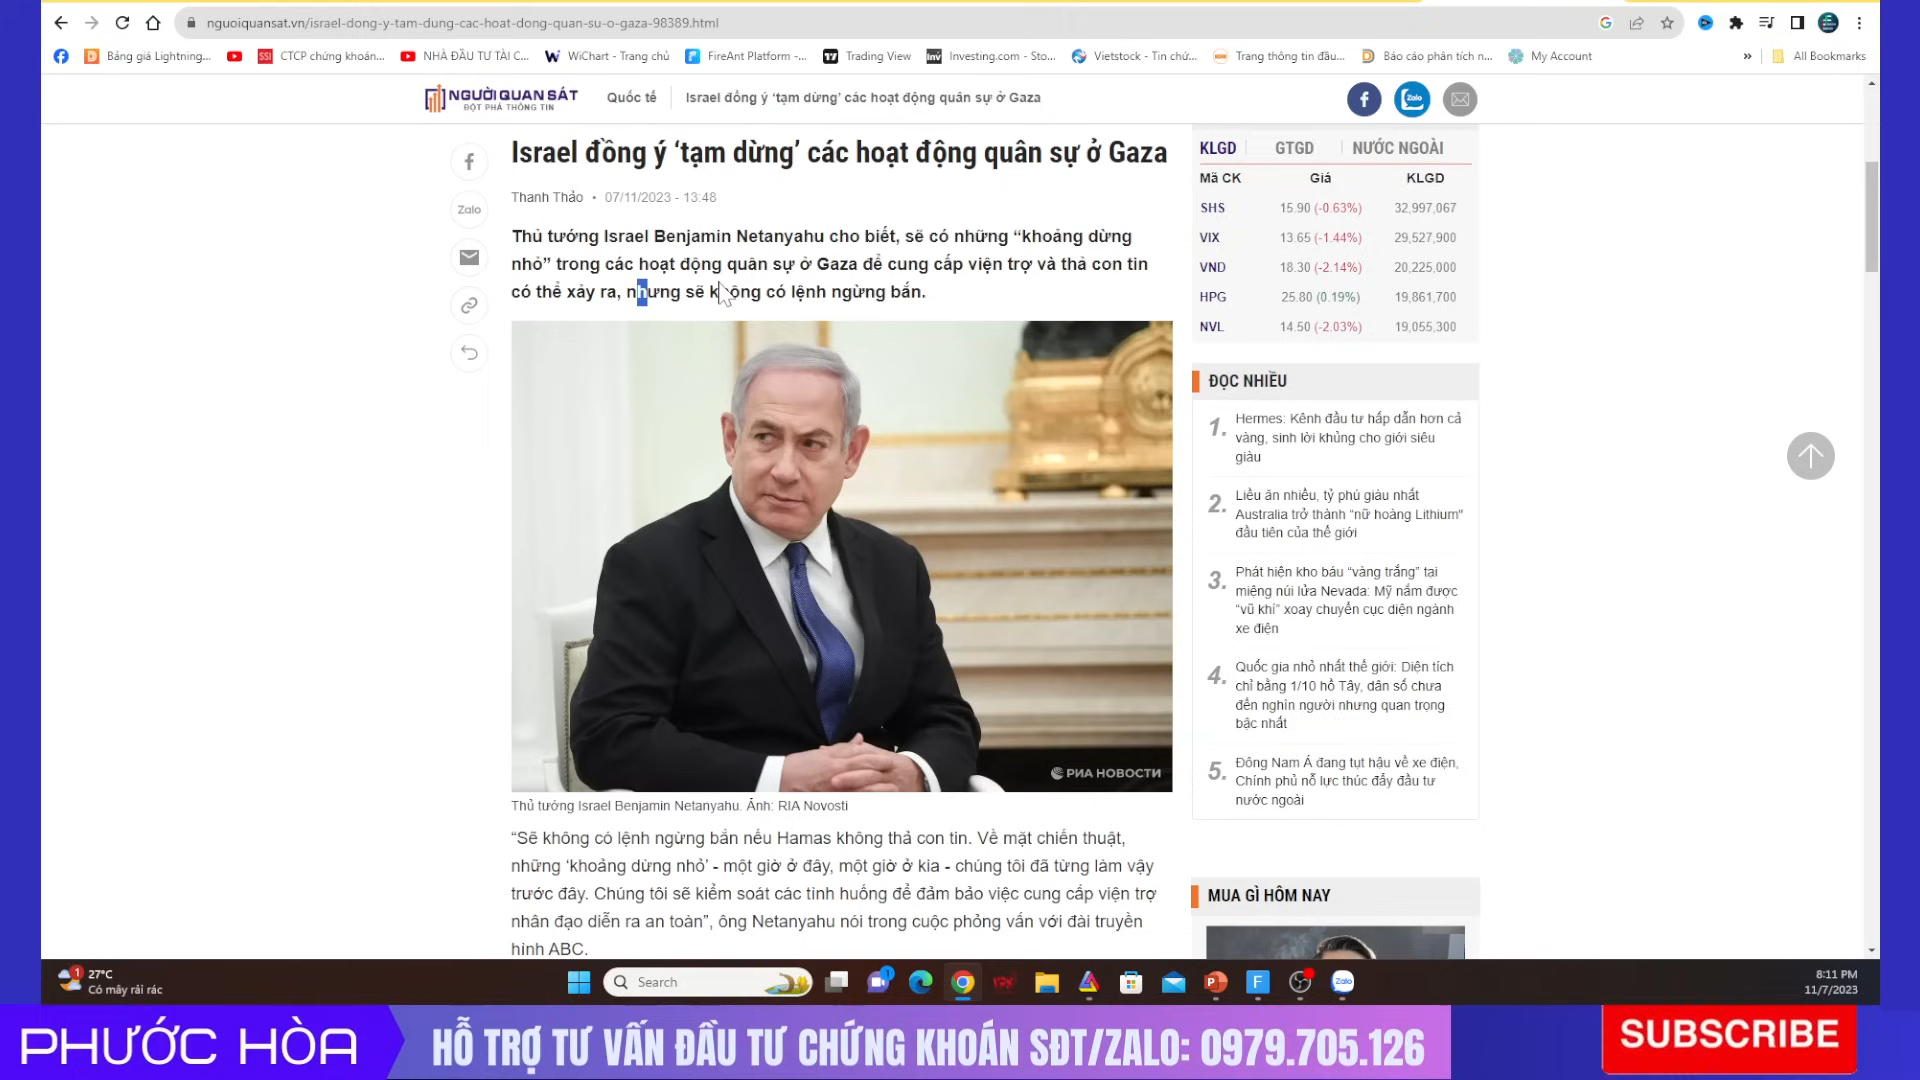 nguoiquansat.vn/israel-dong-y-tam-dung-cac-hoat-dong-quan-su-o-gaza-98389.html
Bảng giá Lightning...
SSI
CTCP chứng khoán...
NHÀ ĐẦU TƯ TÀI C...
WiChart - Trang chủ
FireAnt Platform -...
Trading View
Investing.com - Sto...
Vietstock - Tin chứ...
Trang thông tin đầu...
Báo cáo phân tích n...
My Account
»
All Bookmarks
NGƯỜI QUAN SÁT
ĐỘT PHÁ THÔNG TIN
Quốc tế
Israel đồng ý ‘tạm dừng’ các hoạt động quân sự ở Gaza
Zalo
Israel đồng ý ‘tạm dừng’ các hoạt động quân sự ở Gaza
Thanh Thảo • 07/11/2023 - 13:48
Zalo
Thủ tướng Israel Benjamin Netanyahu cho biết, sẽ có những “khoảng dừng
nhỏ” trong các hoạt động quân sự ở Gaza để cung cấp viện trợ và thả con tin
có thể xảy ra, nhưng sẽ không có lệnh ngừng bắn.
РИА НОВОСТИ
Thủ tướng Israel Benjamin Netanyahu. Ảnh: RIA Novosti
“Sẽ không có lệnh ngừng bắn nếu Hamas không thả con tin. Về mặt chiến thuật,
những ‘khoảng dừng nhỏ’ - một giờ ở đây, một giờ ở kia - chúng tôi đã từng làm vậy
trước đây. Chúng tôi sẽ kiểm soát các tình huống để đảm bảo việc cung cấp viện trợ
nhân đạo diễn ra an toàn”, ông Netanyahu nói trong cuộc phỏng vấn với đài truyền
hình ABC.
KLGD GTGD NƯỚC NGOÀI
Mã CK Giá KLGD
SHS 15.90 (-0.63%) 32,997,067
VIX 13.65 (-1.44%) 29,527,900
VND 18.30 (-2.14%) 20,225,000
HPG 25.80 (0.19%) 19,861,700
NVL 14.50 (-2.03%) 19,055,300
ĐỌC NHIỀU
1. Hermes: Kênh đầu tư hấp dẫn hơn cả
vàng, sinh lời khủng cho giới siêu
giàu
2. Liều ăn nhiều, tỷ phú giàu nhất
Australia trở thành “nữ hoàng Lithium"
đầu tiên của thế giới
3. Phát hiện kho báu “vàng trắng” tại
miệng núi lửa Nevada: Mỹ nắm được
“vũ khí” xoay chuyển cục diện ngành
xe điện
4. Quốc gia nhỏ nhất thế giới: Diện tích
chỉ bằng 1/10 hồ Tây, dân số chưa
đến nghìn người nhưng quan trọng
bậc nhất
5. Đông Nam Á đang tụt hậu về xe điện,
Chính phủ nỗ lực thúc đẩy đầu tư
nước ngoài
MUA GÌ HÔM NAY
1
27°C
Có mây rải rác
Search
1
Zalo
8:11 PM
11/7/2023
PHƯỚC HÒA
HỖ TRỢ TƯ VẤN ĐẦU TƯ CHỨNG KHOÁN SĐT/ZALO: 0979.705.126
SUBSCRIBE